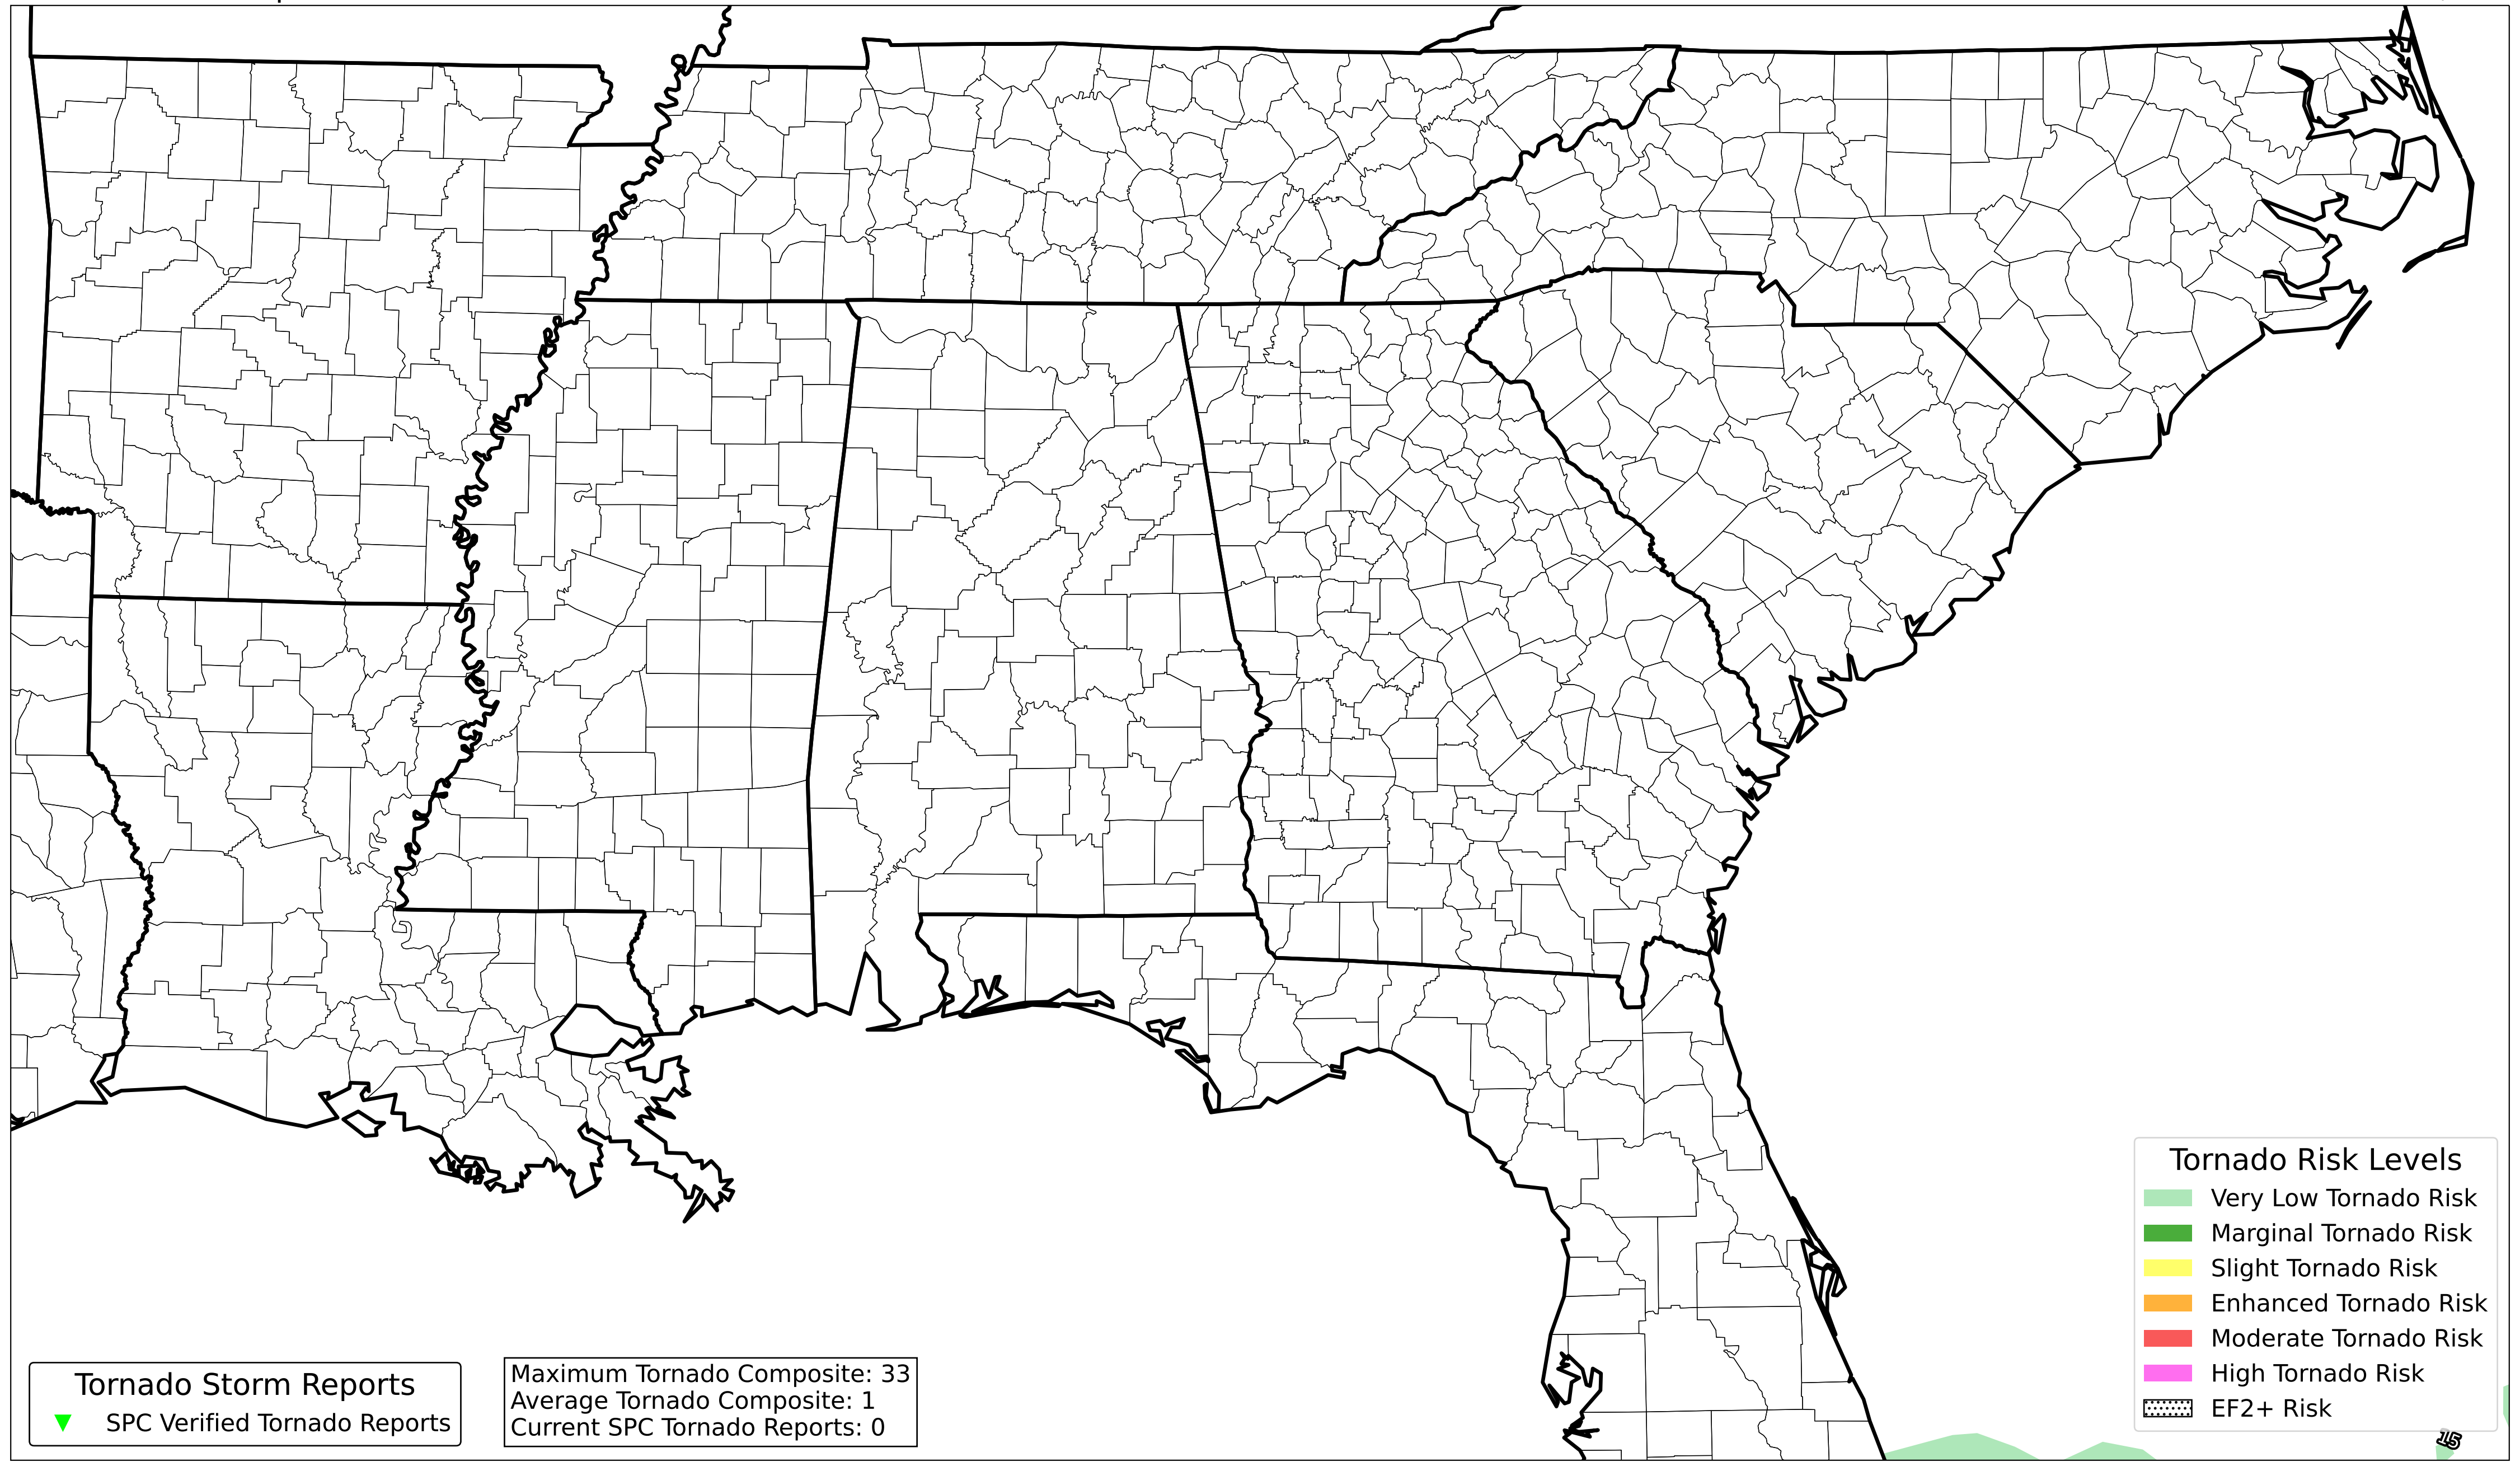 Tornado Risk Levels
Very Low Tornado Risk
Marginal Tornado Risk
Slight Tornado Risk
Enhanced Tornado Risk
Moderate Tornado Risk
High Tornado Risk
EF2+ Risk
15
Tornado Storm Reports
SPC Verified Tornado Reports
Maximum Tornado Composite: 33
Average Tornado Composite: 1
Current SPC Tornado Reports: 0